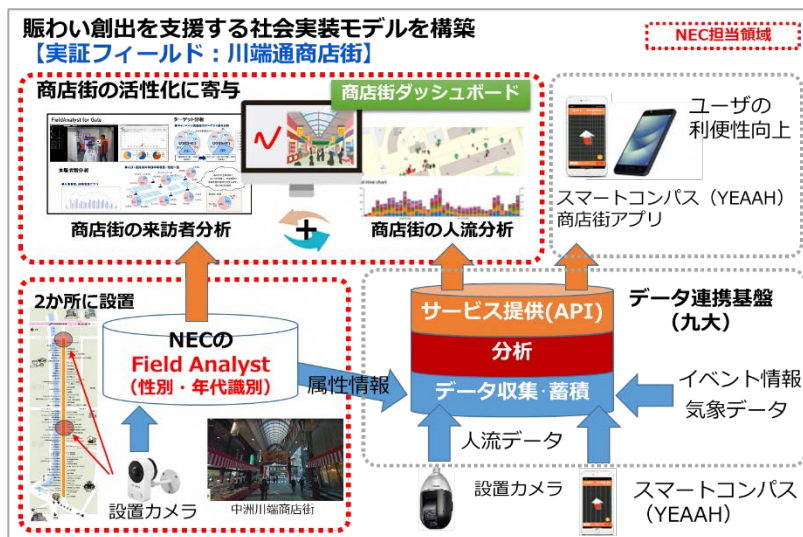 賑わい創出を支援する社会実装モデルを構築
【実証フィールド：川端通商店街】
NEC担当領域
商店街の活性化に寄与
商店街ダッシュボード
FieldAnalyst for Gate
ターゲット分析
商店街の来訪者分析
商店街の人流分析
ユーザの
利便性向上
スマートコンパス（YEAAH）
商店街アプリ
2か所に設置
NECの
Field Analyst
（性別・年代識別）
属性情報
設置カメラ
中洲川端商店街
サービス提供(API)
分析
データ収集･蓄積
データ連携基盤
（九大）
イベント情報
気象データ
人流データ
設置カメラ
スマートコンパス
（YEAAH）